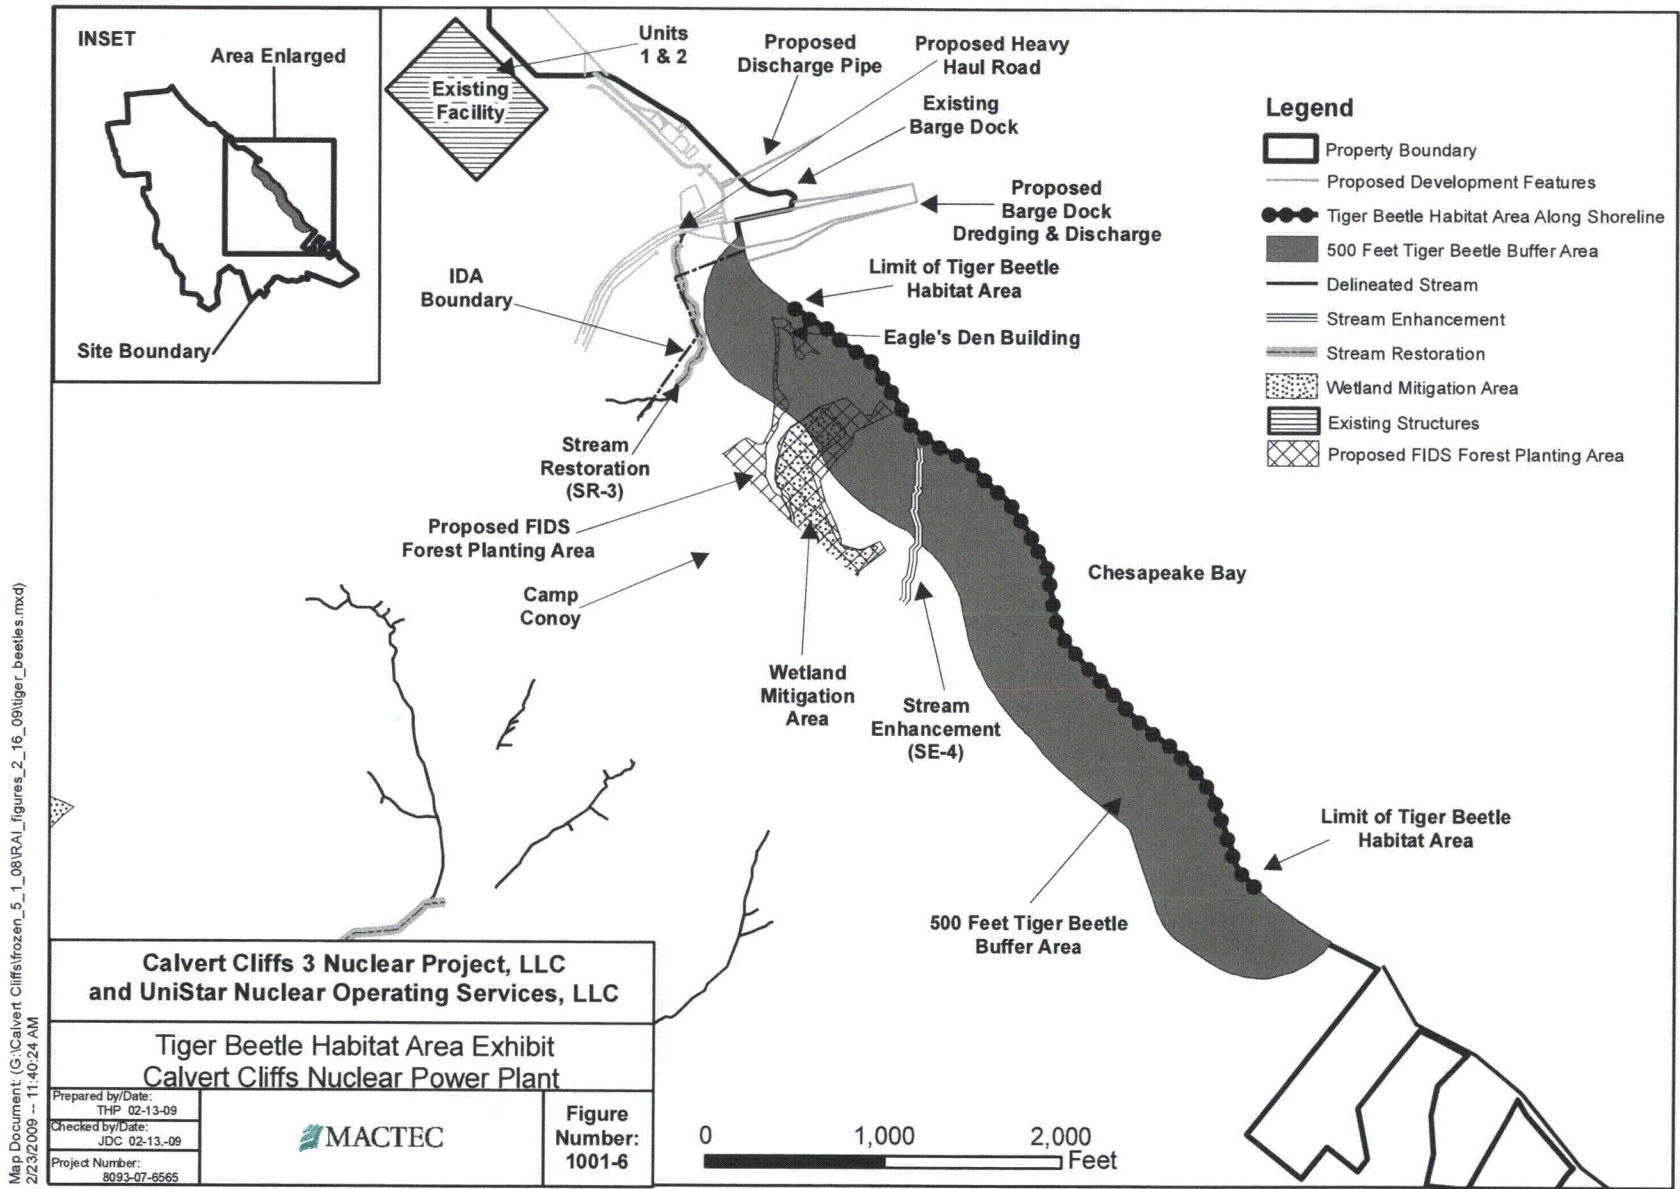 INSET
Area Enlarged
Site Boundary
Units
1 & 2
Existing
Facility
Proposed
Discharge Pipe
Proposed Heavy
Haul Road
Existing
Barge Dock
Proposed
Barge Dock
Dredging & Discharge
IDA
Boundary
Limit of Tiger Beetle
Habitat Area
Eagle's Den Building
Stream
Restoration
(SR-3)
Proposed FIDS
Forest Planting Area
Camp
Conoy
Chesapeake Bay
Wetland
Mitigation
Area
Stream
Enhancement
(SE-4)
Limit of Tiger Beetle
Habitat Area
500 Feet Tiger Beetle
Buffer Area
Legend
Property Boundary
Proposed Development Features
Tiger Beetle Habitat Area Along Shoreline
500 Feet Tiger Beetle Buffer Area
Delineated Stream
Stream Enhancement
Stream Restoration
Wetland Mitigation Area
Existing Structures
Proposed FIDS Forest Planting Area
Calvert Cliffs 3 Nuclear Project, LLC
and UniStar Nuclear Operating Services, LLC
Tiger Beetle Habitat Area Exhibit
Calvert Cliffs Nuclear Power Plant
Prepared by/Date:
THP 02-13-09
Checked by/Date:
JDC 02-13.-09
Project Number:
8093-07-6565
MACTEC
Figure
Number:
1001-6
0 1,000 2,000
Feet
Map Document: (G:\Calvert Cliffs\frozen_5_1_08\RAI_figures_2_16_09\tiger_beetles.mxd)
2/23/2009 -- 11:40:24 AM